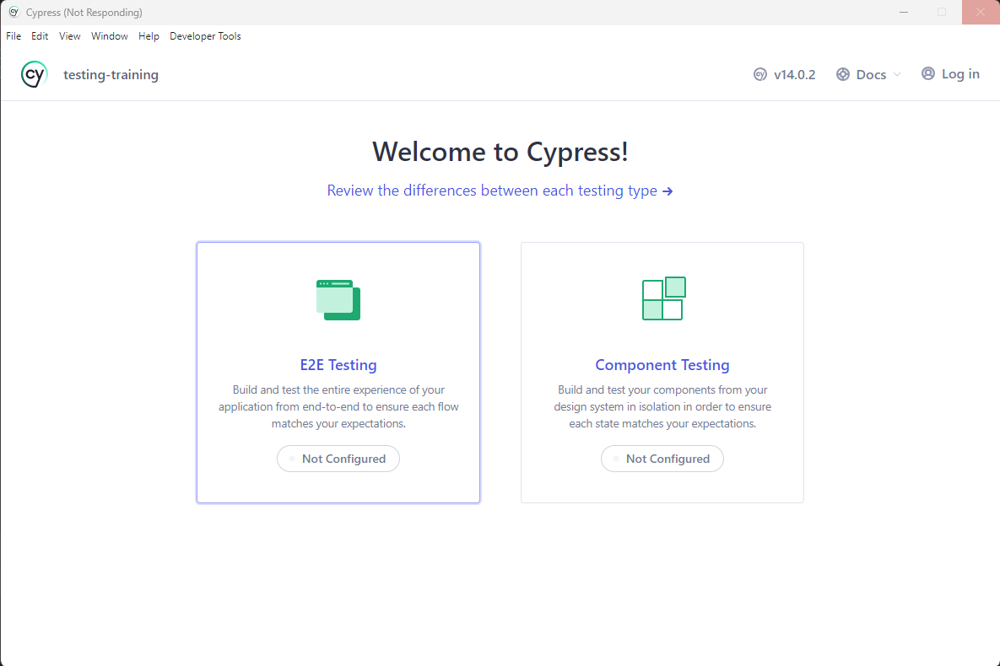 Cypress (Not Responding)
File Edit View Window Help Developer Tools
cy testing-training v14.0.2 Docs Log in
Welcome to Cypress!
Review the differences between each testing type →
E2E Testing
Build and test the entire experience of your
application from end-to-end to ensure each flow
matches your expectations.
Not Configured
Component Testing
Build and test your components from your
design system in isolation in order to ensure
each state matches your expectations.
Not Configured